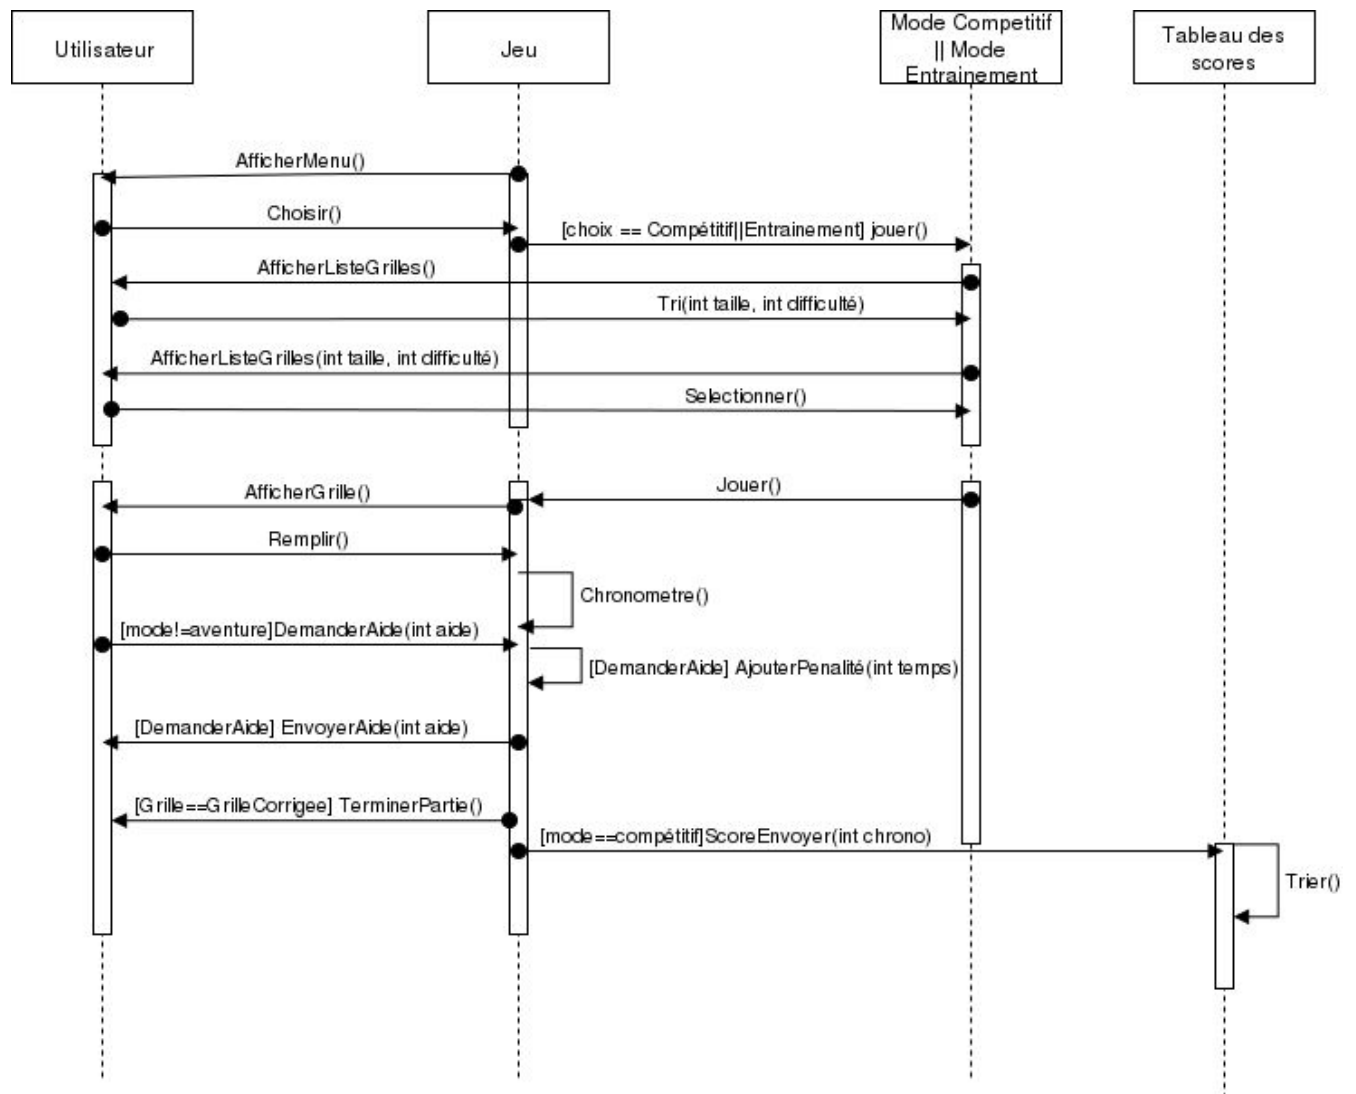 Utilisateur
Jeu
Mode Competitif
|| Mode
Entrainement
Tableau des
scores
AfficherMenu()
Choisir()
[choix == Compétitif||Entrainement] jouer()
AfficherListeGrilles()
Tri(int taille, int difficulté)
AfficherListeGrilles(int taille, int difficulté)
Selectionner()
Jouer()
AfficherGrille()
Remplir()
Chronometre()
[mode!=aventure]DemanderAide(int aide)
[DemanderAide] AjouterPenalité(int temps)
[DemanderAide] EnvoyerAide(int aide)
[Grille==GrilleCorrigee] TerminerPartie()
[mode==compétitif]ScoreEnvoyer(int chrono)
Trier()